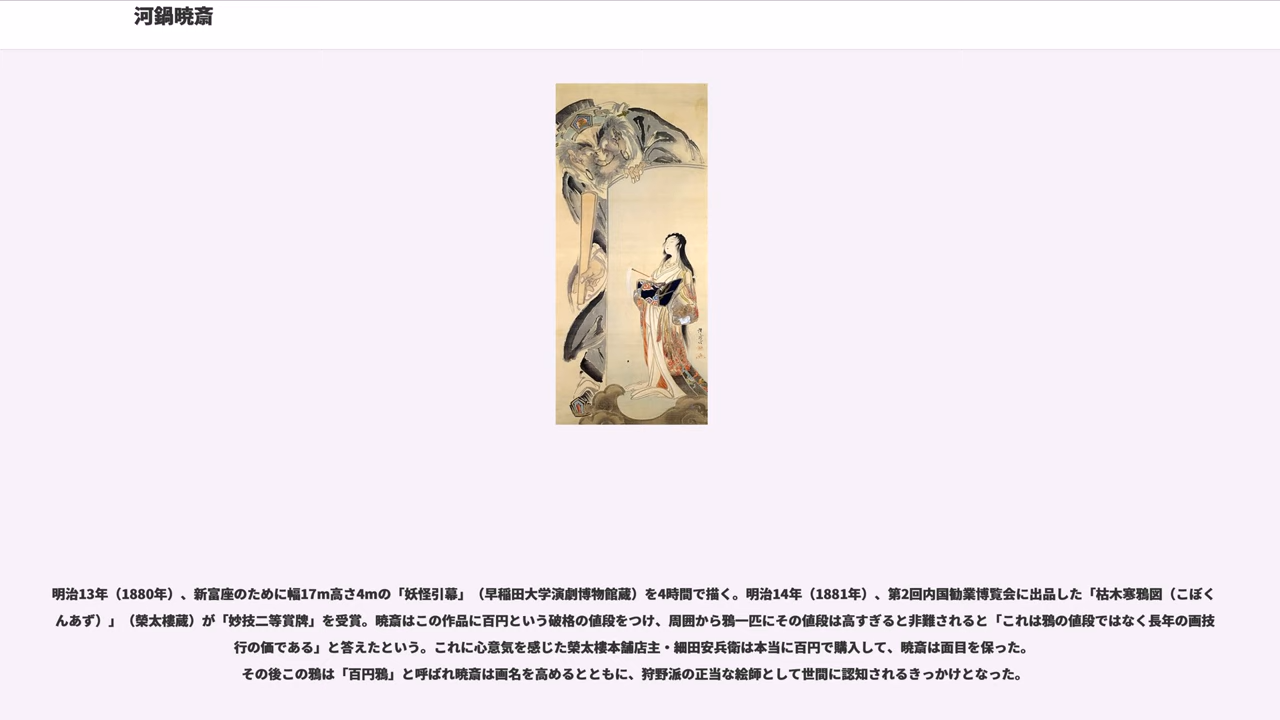 河鍋暁斎
明治13年（1880年）、新富座のために幅17m高さ4mの「妖怪引幕」（早稲田大学演劇博物館蔵）を4時間で描く。明治14年（1881年）、第2回内国勧業博覧会に出品した「枯木寒鴉図（こぼく
んあず）」（榮太樓蔵）が「妙技二等賞牌」を受賞。暁斎はこの作品に百円という破格の値段をつけ、周囲から鴉一匹にその値段は高すぎると非難されると「これは鴉の値段ではなく長年の画技
行の価である」と答えたという。これに心意気を感じた榮太樓本舗店主・細田安兵衛は本当に百円で購入して、暁斎は面目を保った。
その後この鴉は「百円鴉」と呼ばれ暁斎は画名を高めるとともに、狩野派の正当な絵師として世間に認知されるきっかけとなった。